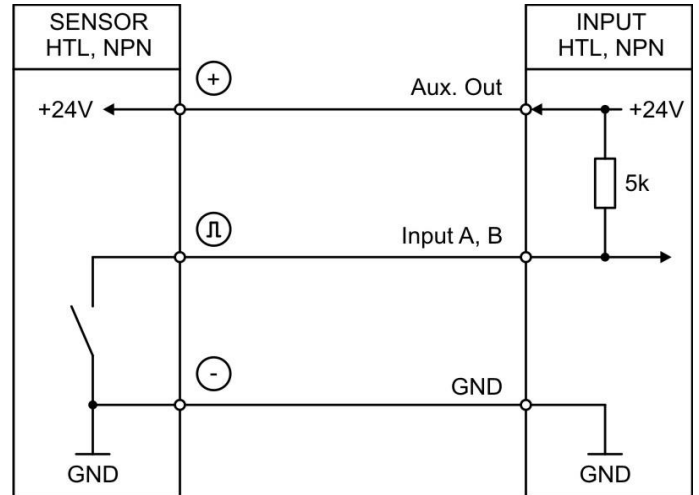 SENSOR
HTL, NPN
INPUT
HTL, NPN
+
Aux. Out
+24V
+24V
5k
Input A, B
-
GND
GND
GND